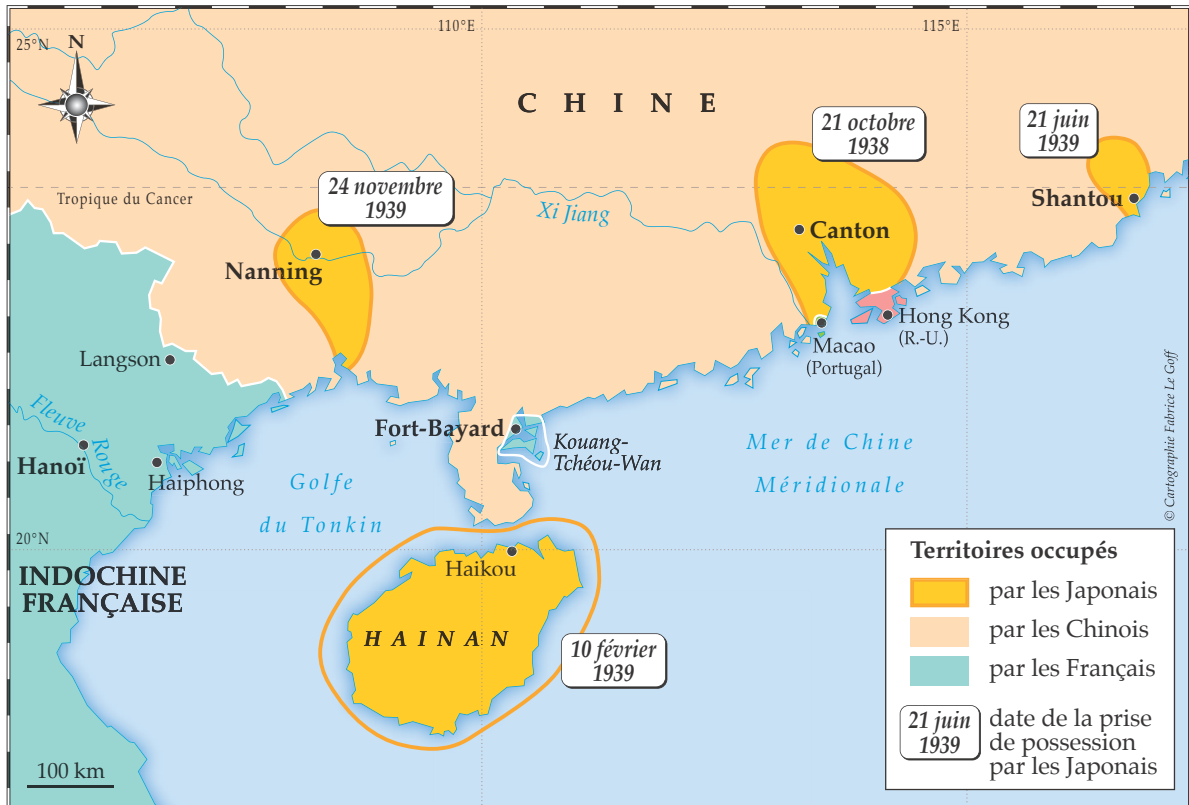 110°E
115°E
25°N
N
CHINE
21 octobre
1938
21 juin
1939
Tropique du Cancer
24 novembre
1939
Xi Jiang
Shantou
Canton
Nanning
Hong Kong
(R.-U.)
Macao
(Portugal)
Langson
Fleuve
Rouge
Fort-Bayard
Kouang-
Tchéou-Wan
Hanoï
Haiphong
Golfe
du Tonkin
Mer de Chine
Méridionale
© Cartographie Fabrice Le Goff
20°N
INDOCHINE
FRANÇAISE
Haikou
HAINAN
10 février
1939
100 km
Territoires occupés
par les Japonais
par les Chinois
par les Français
21 juin
1939
date de la prise
de possession
par les Japonais